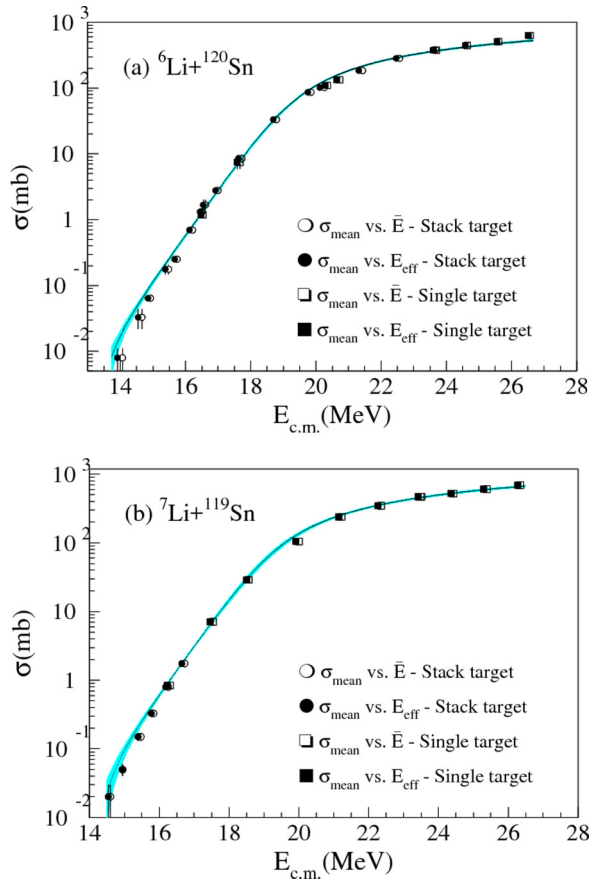 10³
(a) ⁶Li+¹²⁰Sn
10²
10
1
10⁻¹
10⁻²
σ(mb)
σmean vs. Ē - Stack target
σmean vs. Eeff - Stack target
σmean vs. Ē - Single target
σmean vs. Eeff - Single target
14 16 18 20 22 24 26 28
Ec.m.(MeV)
10³
(b) ⁷Li+¹¹⁹Sn
10²
10
1
10⁻¹
10⁻²
σ(mb)
σmean vs. Ē - Stack target
σmean vs. Eeff - Stack target
σmean vs. Ē - Single target
σmean vs. Eeff - Single target
14 16 18 20 22 24 26 28
Ec.m.(MeV)